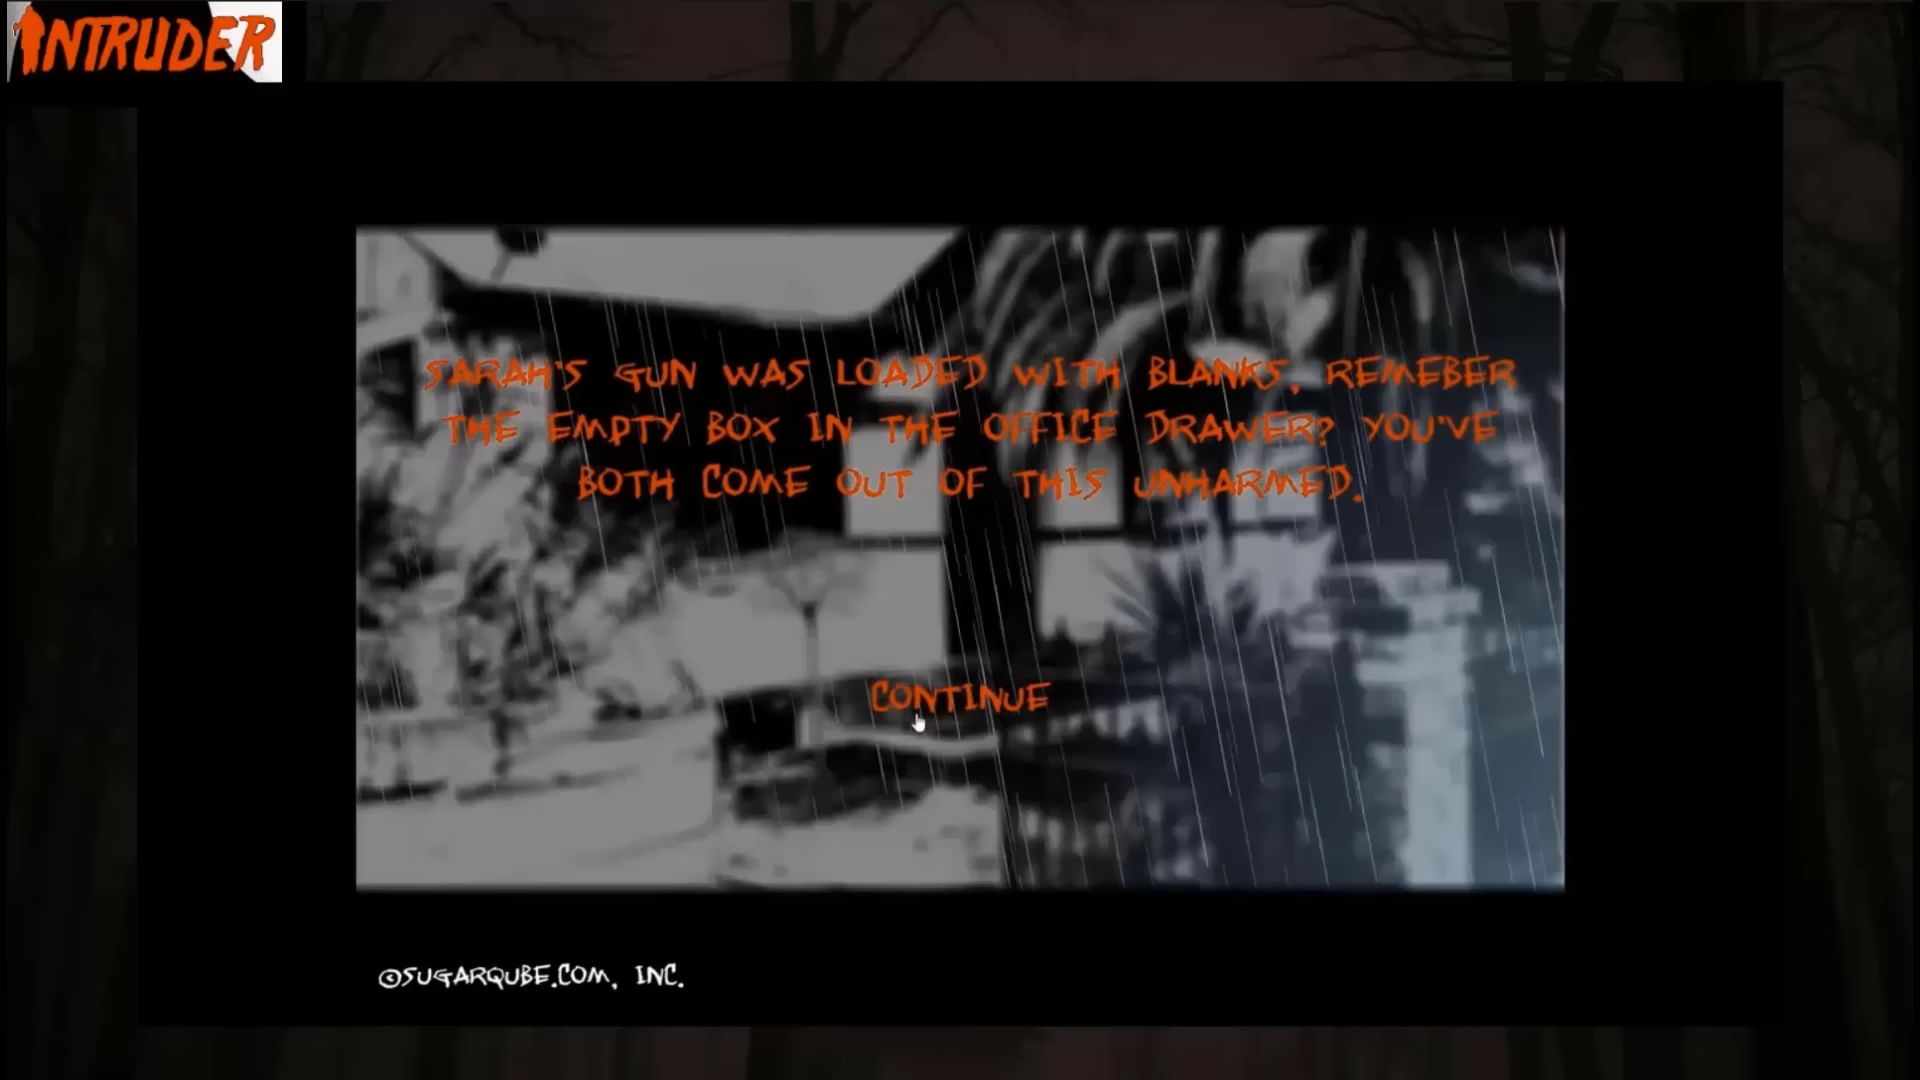 INTRUDER
SARAH'S GUN WAS LOADED WITH BLANKS. REMEBER
THE EMPTY BOX IN THE OFFICE DRAWER? YOU'VE
BOTH COME OUT OF THIS UNHARMED.
CONTINUE
©SUGARQUBE.COM, INC.